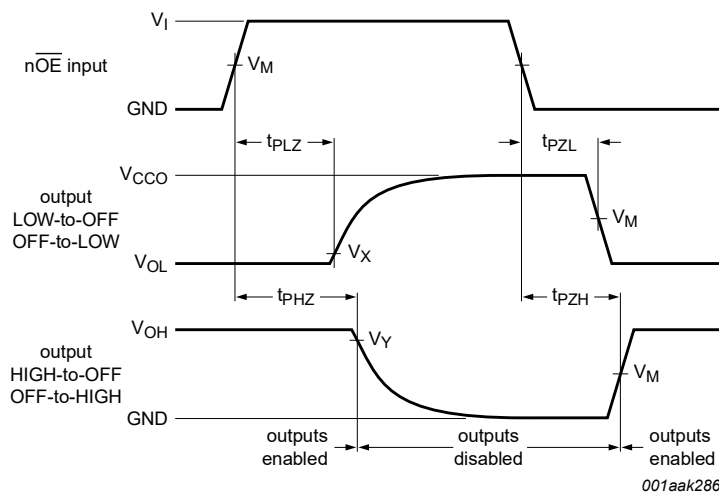 V_I
nOE input
V_M
GND
t_PLZ
t_PZL
V_CCO
output
LOW-to-OFF
OFF-to-LOW
V_M
V_X
V_OL
t_PHZ
t_PZH
V_OH
output
HIGH-to-OFF
OFF-to-HIGH
V_Y
V_M
GND
outputs
enabled
outputs
disabled
outputs
enabled
001aak286